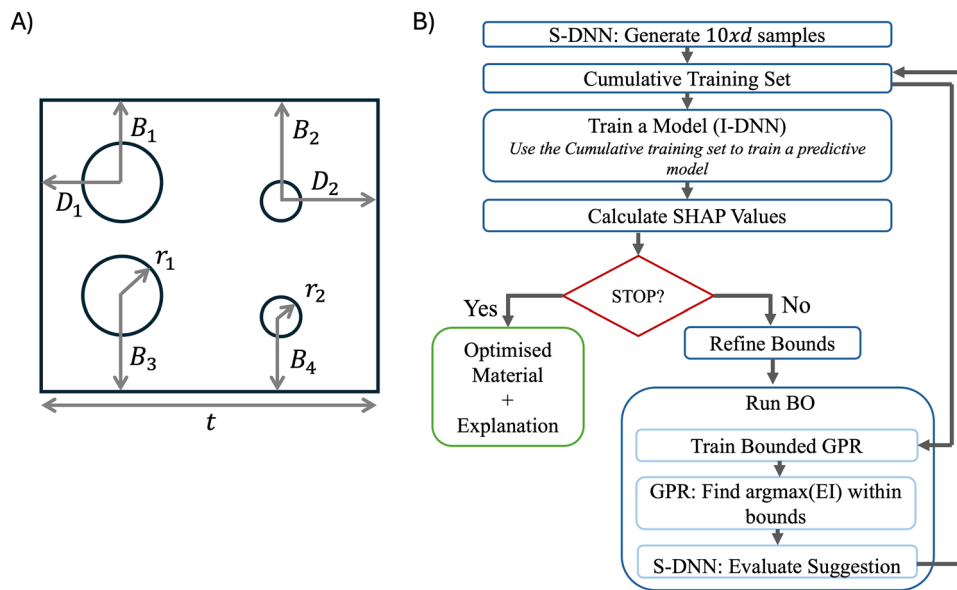 A)
B₁
B₂
D₁
D₂
r₁
r₂
B₃
B₄
t
B)
S-DNN: Generate 10xd samples
Cumulative Training Set
Train a Model (I-DNN)
Use the Cumulative training set to train a predictive
model
Calculate SHAP Values
STOP?
Yes
No
Optimised
Material
+
Explanation
Refine Bounds
Run BO
Train Bounded GPR
GPR: Find argmax(EI) within
bounds
S-DNN: Evaluate Suggestion